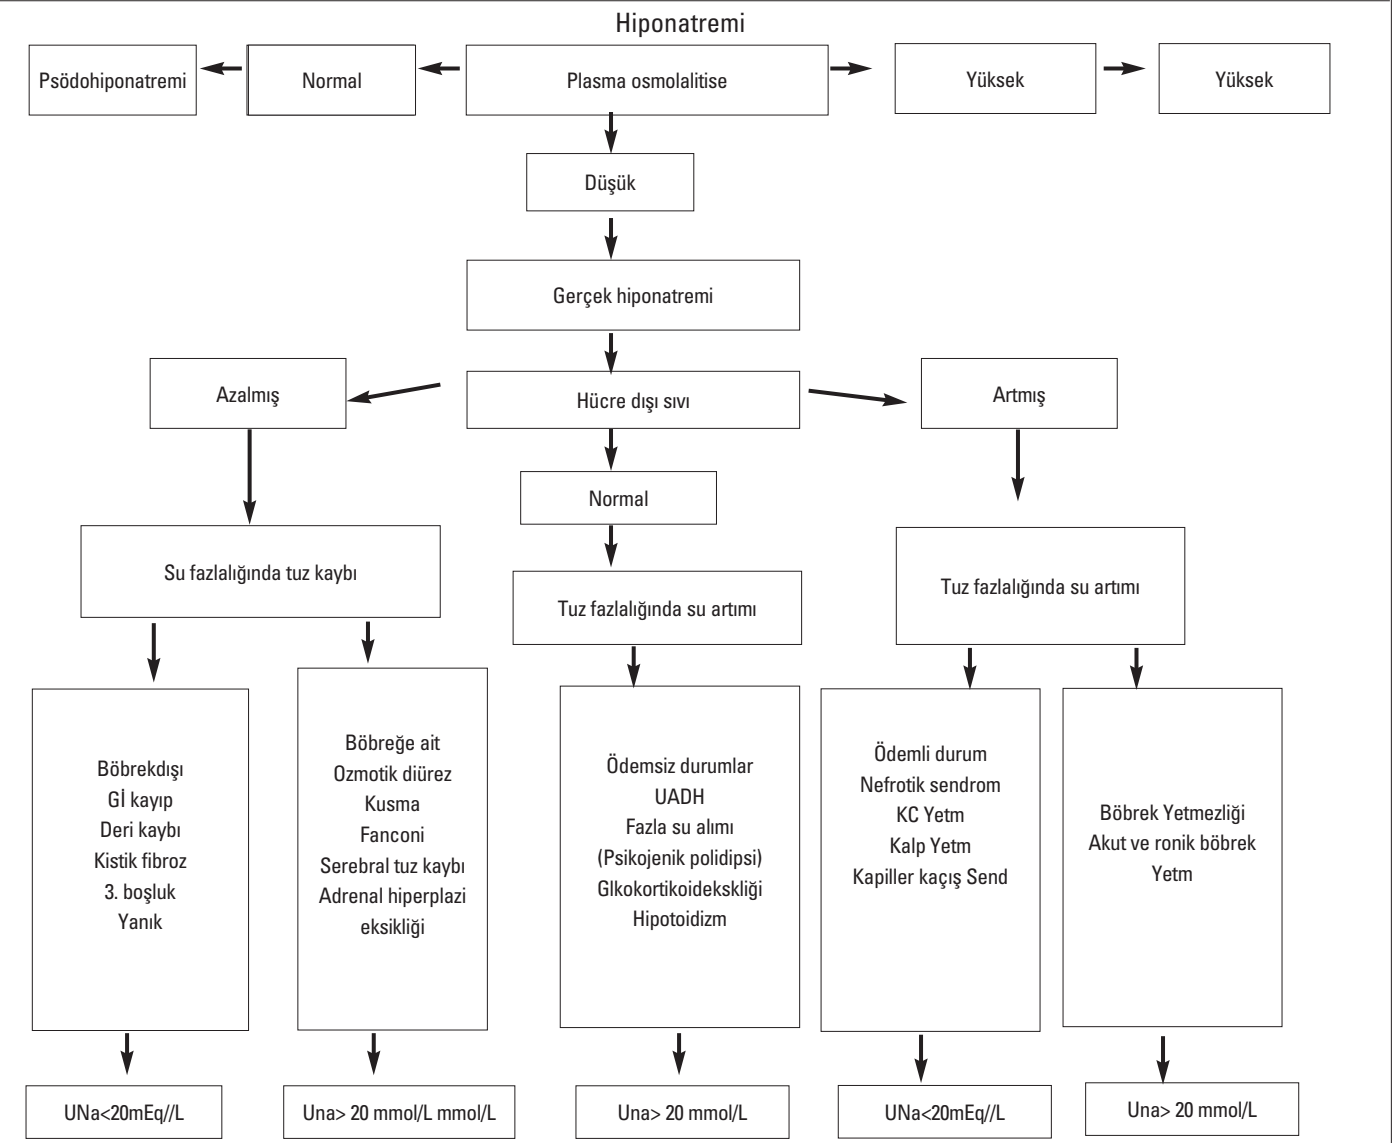 Hiponatremi
Psödohiponatremi
Normal
Plasma osmolalitise
Yüksek
Yüksek
Düşük
Gerçek hiponatremi
Azalmış
Hücre dışı sıvı
Artmış
Normal
Su fazlalığında tuz kaybı
Tuz fazlalığında su artımı
Tuz fazlalığında su artımı
Böbrekdışı
Gİ kayıp
Deri kaybı
Kistik fibroz
3. boşluk
Yanık
Böbreğe ait
Ozmotik diürez
Kusma
Fanconi
Serebral tuz kaybı
Adrenal hiperplazi
eksikliği
Ödemsiz durumlar
UADH
Fazla su alımı
(Psikojenik polidipsi)
Glkokortikoidekskliği
Hipotoidizm
Ödemli durum
Nefrotik sendrom
KC Yetm
Kalp Yetm
Kapiller kaçış Send
Böbrek Yetmezliği
Akut ve ronik böbrek
Yetm
UNa<20mEq//L
Una> 20 mmol/L mmol/L
Una> 20 mmol/L
UNa<20mEq//L
Una> 20 mmol/L